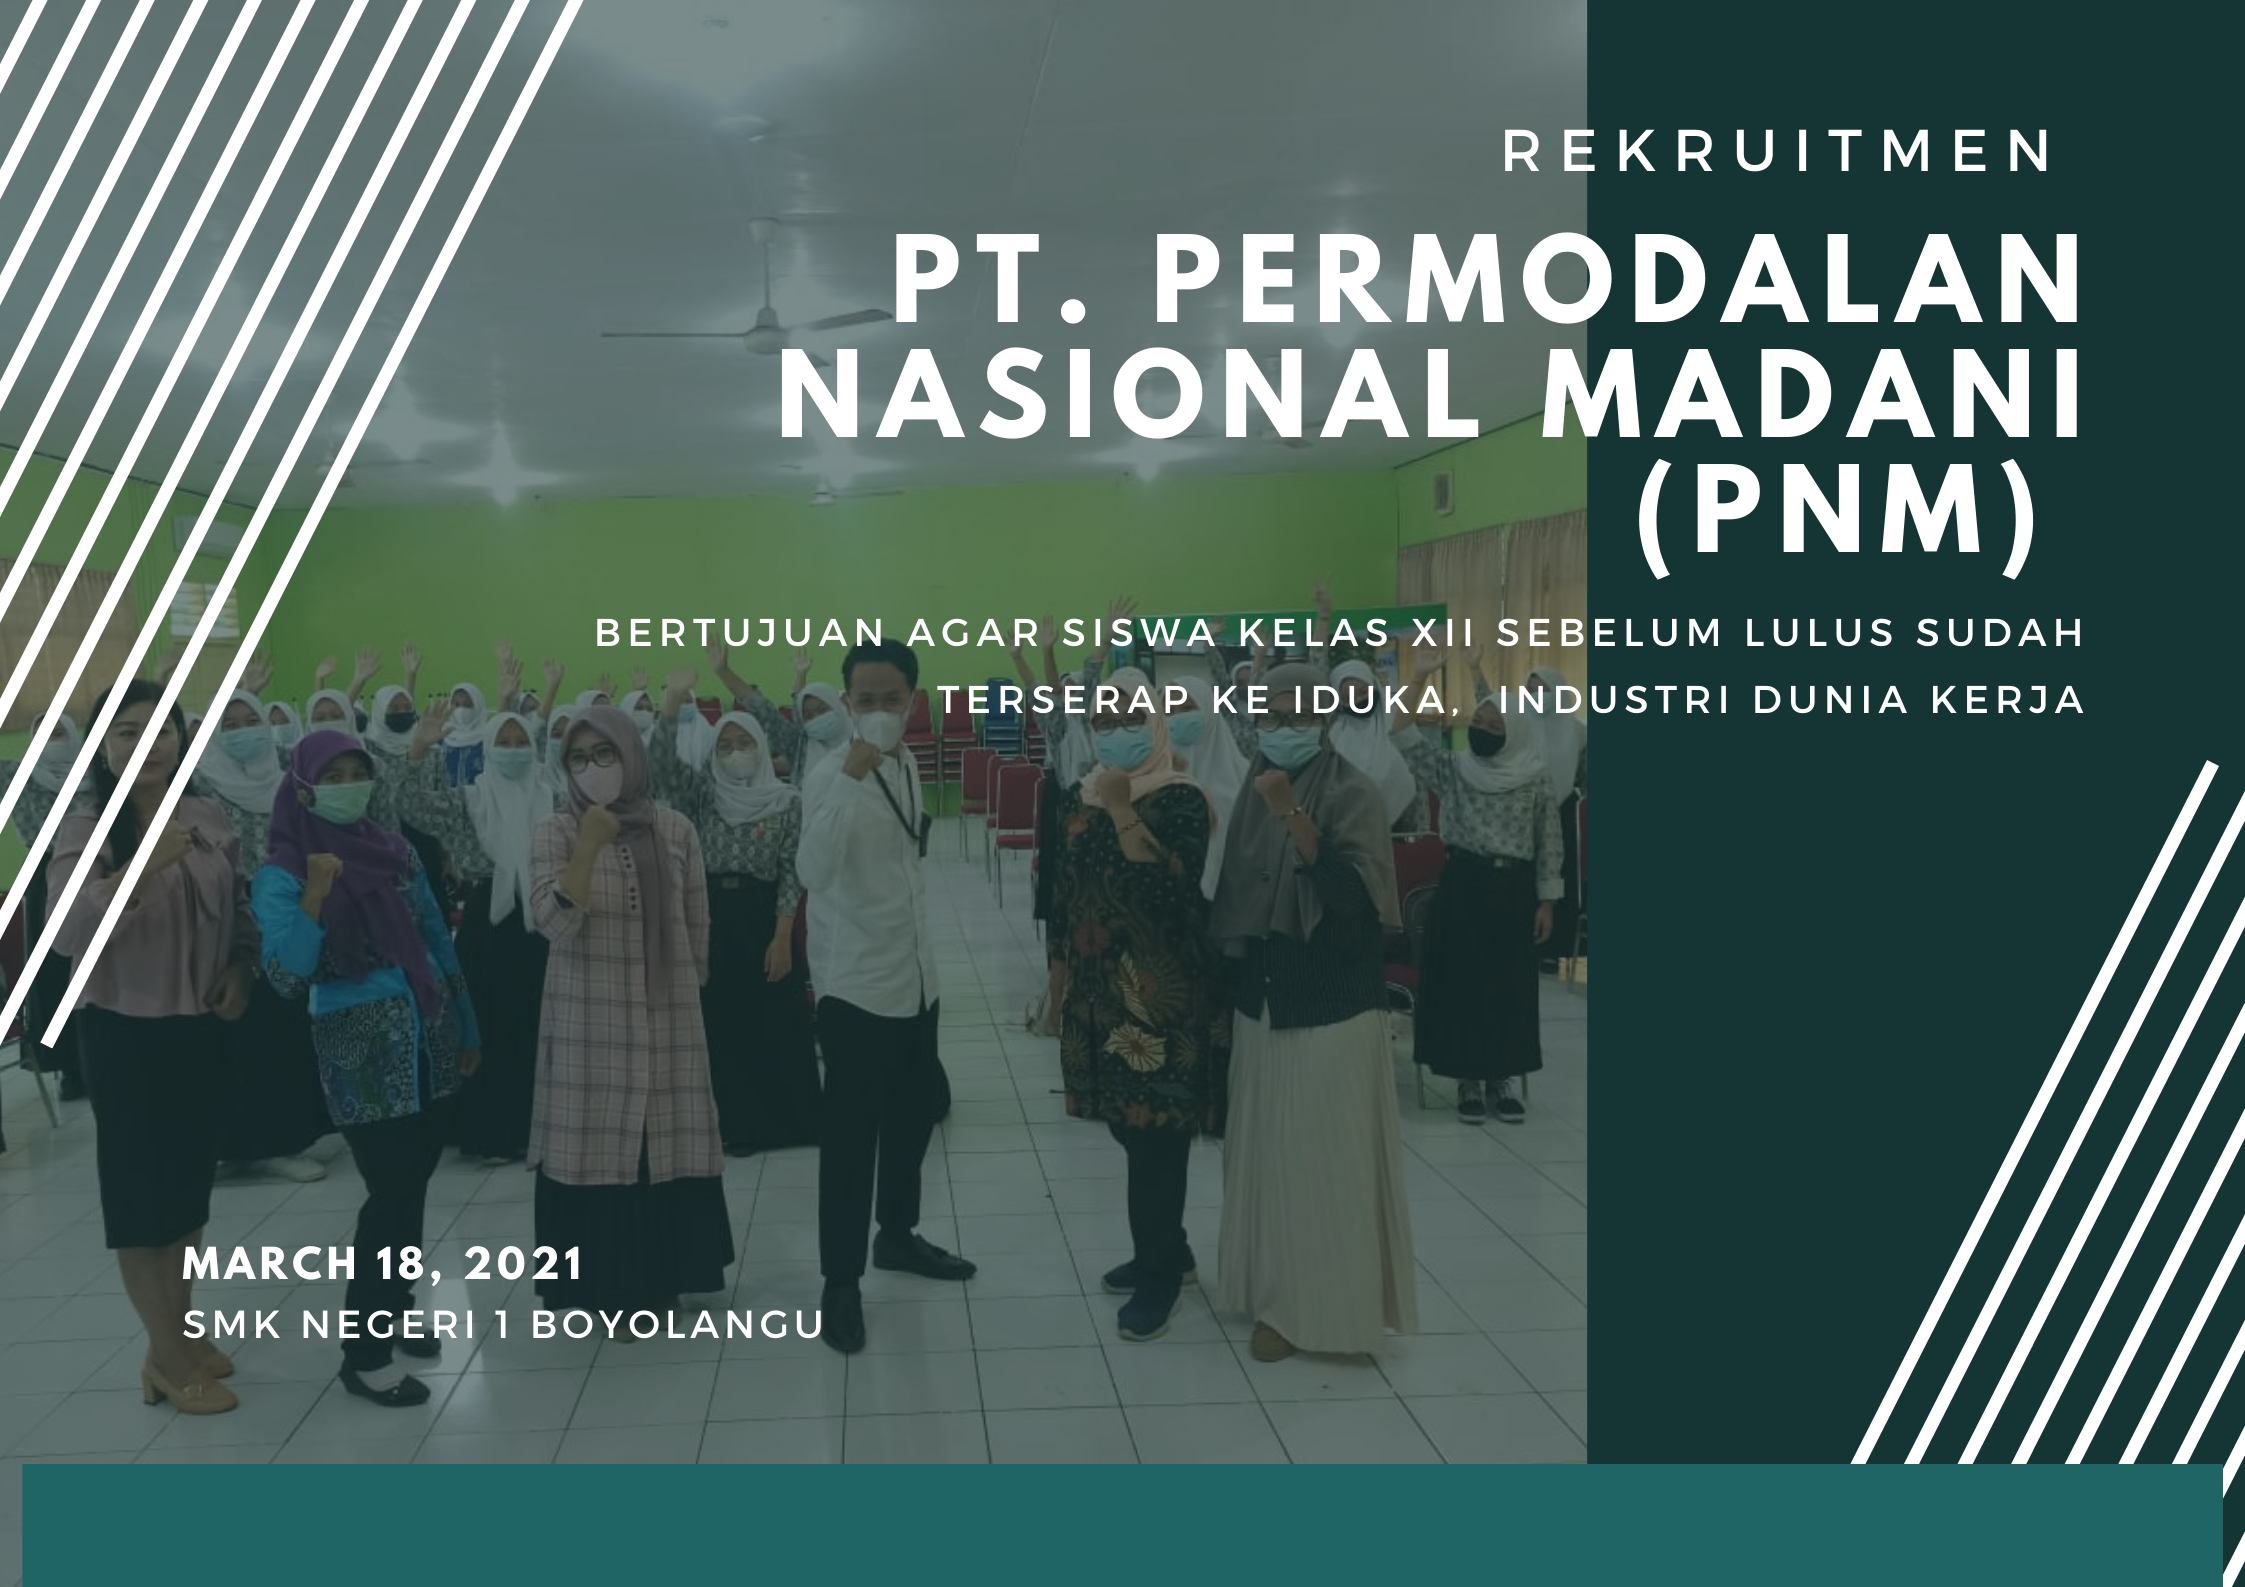 REKRUITMEN
PT. PERMODALAN
NASIONAL MADANI
(PNM)
BERTUJUAN AGAR SISWA KELAS XII SEBELUM LULUS SUDAH
TERSERAP KE IDUKA, INDUSTRI DUNIA KERJA
MARCH 18, 2021
SMK NEGERI 1 BOYOLANGU